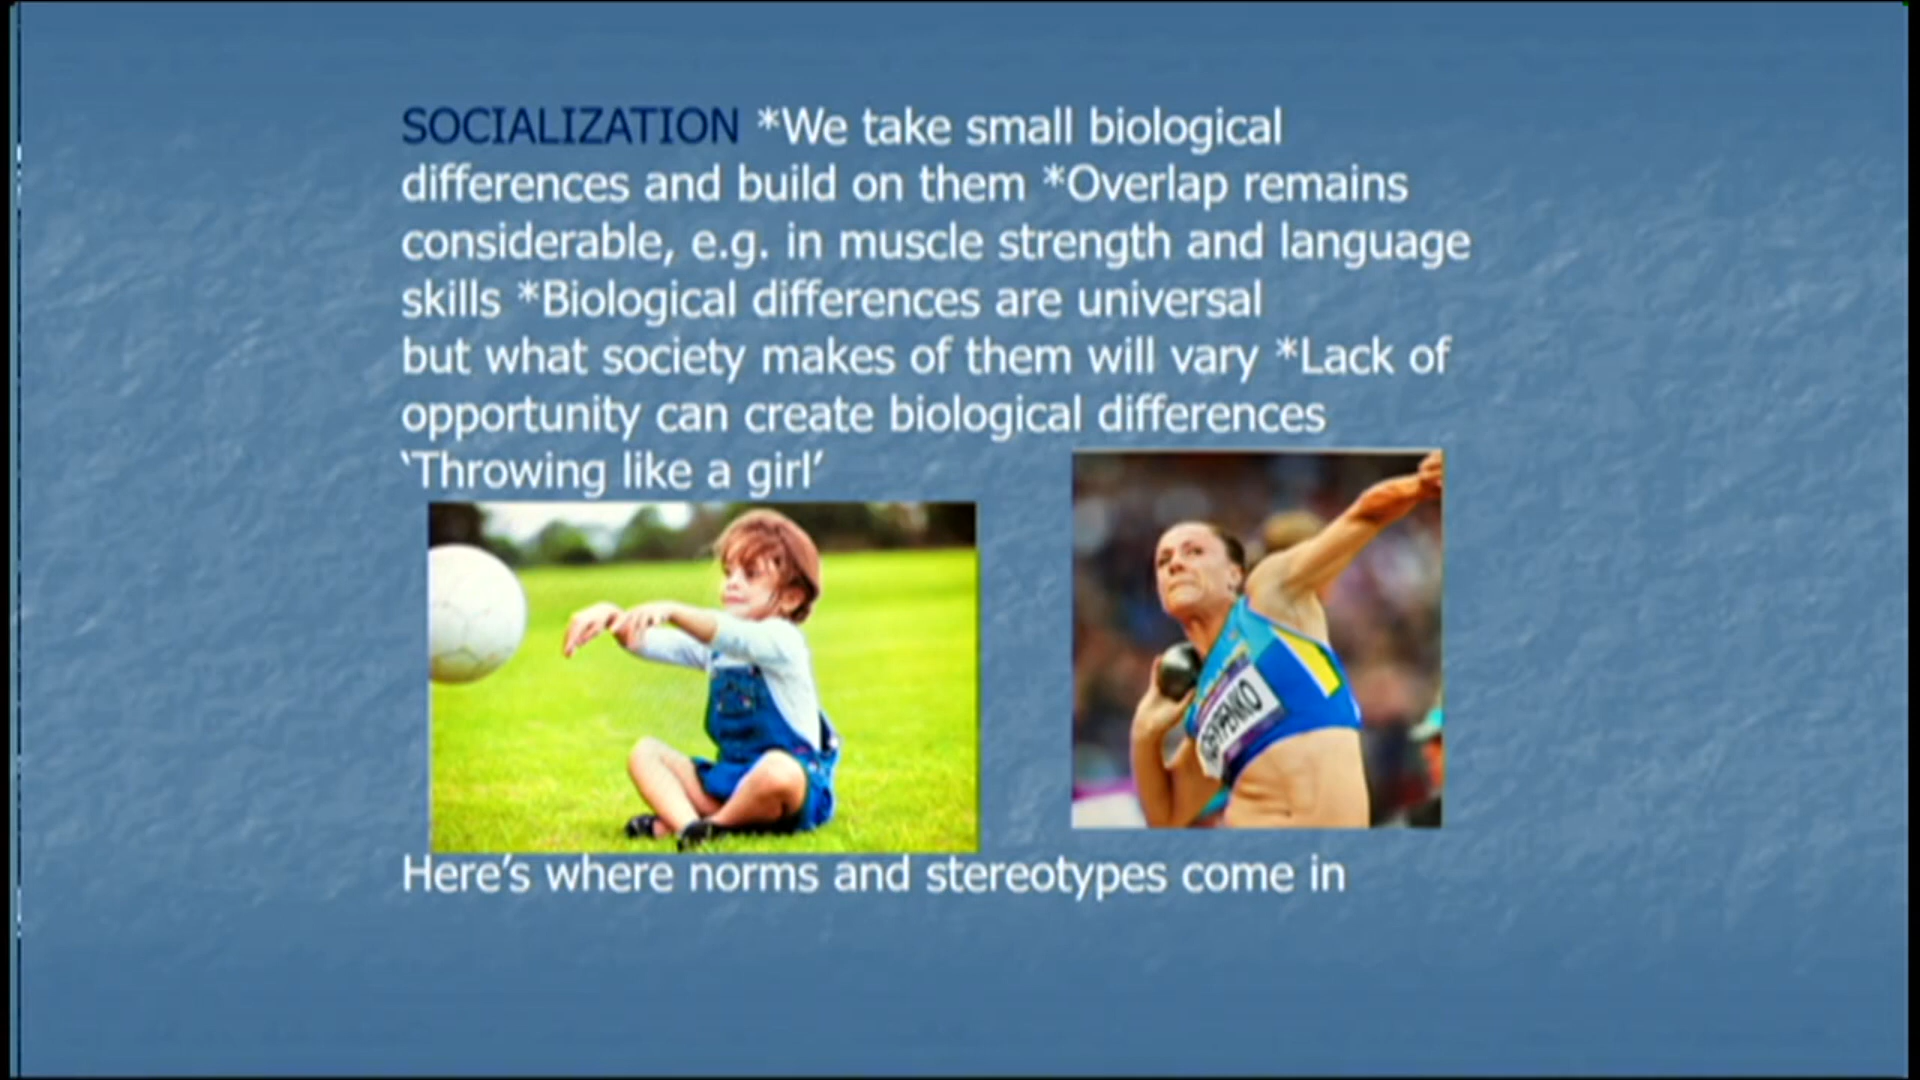 SOCIALIZATION *We take small biological
differences and build on them *Overlap remains
considerable, e.g. in muscle strength and language
skills *Biological differences are universal
but what society makes of them will vary *Lack of
opportunity can create biological differences
‘Throwing like a girl’
Here’s where norms and stereotypes come in